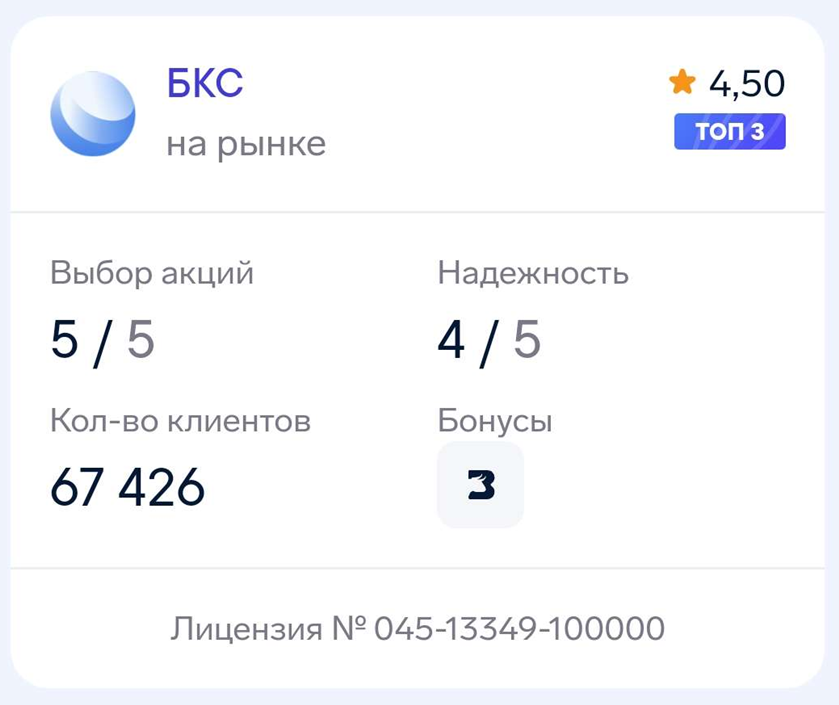 БКС
на рынке
4,50
ТОП 3
Выбор акций
5 / 5
Надежность
4 / 5
Кол-во клиентов
67 426
Бонусы
З
Лицензия № 045-13349-100000